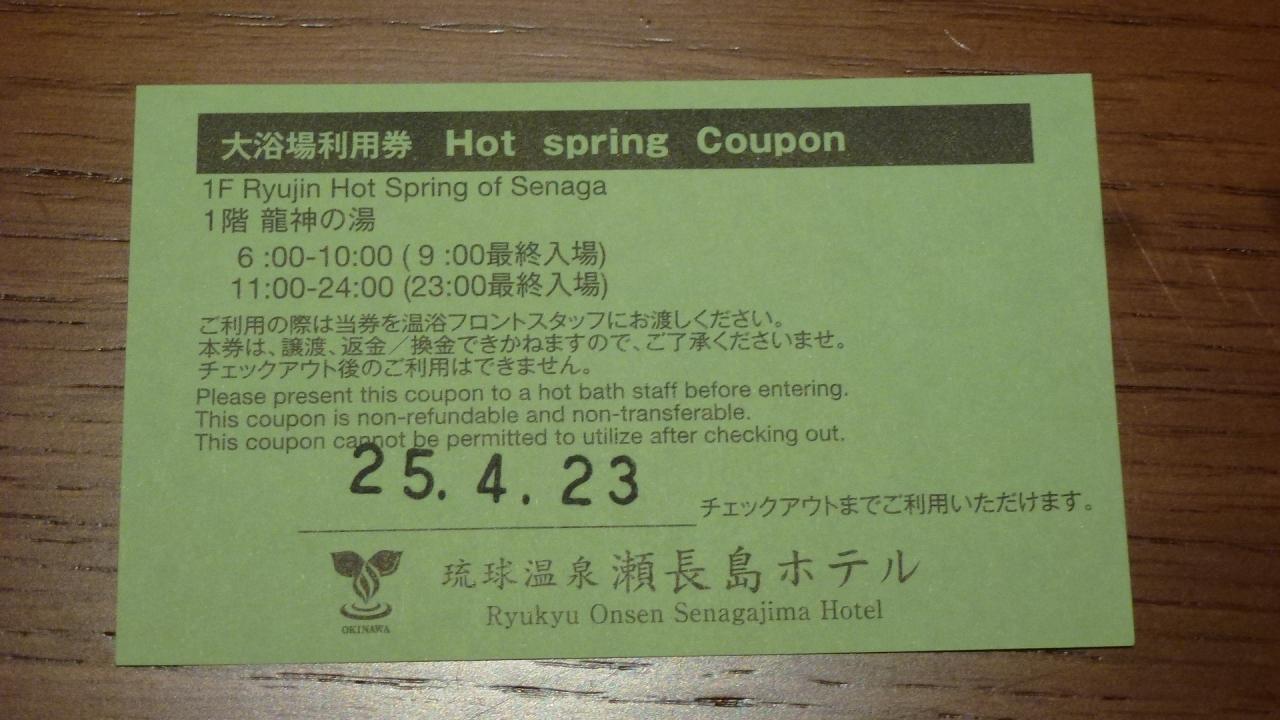 大浴場利用券 Hot spring Coupon
1F Ryujin Hot Spring of Senaga
1階 龍神の湯
6 :00-10:00 ( 9 :00最終入場)
11:00-24:00 (23:00最終入場)
ご利用の際は当券を温浴フロントスタッフにお渡しください。
本券は、譲渡、返金／換金できかねますので、ご了承くださいませ。
チェックアウト後のご利用はできません。
Please present this coupon to a hot bath staff before entering.
This coupon is non-refundable and non-transferable.
This coupon cannot be permitted to utilize after checking out.
25. 4. 23 チェックアウトまでご利用いただけます。
琉球温泉 瀬長島ホテル
Ryukyu Onsen Senagajima Hotel
OKINAWA